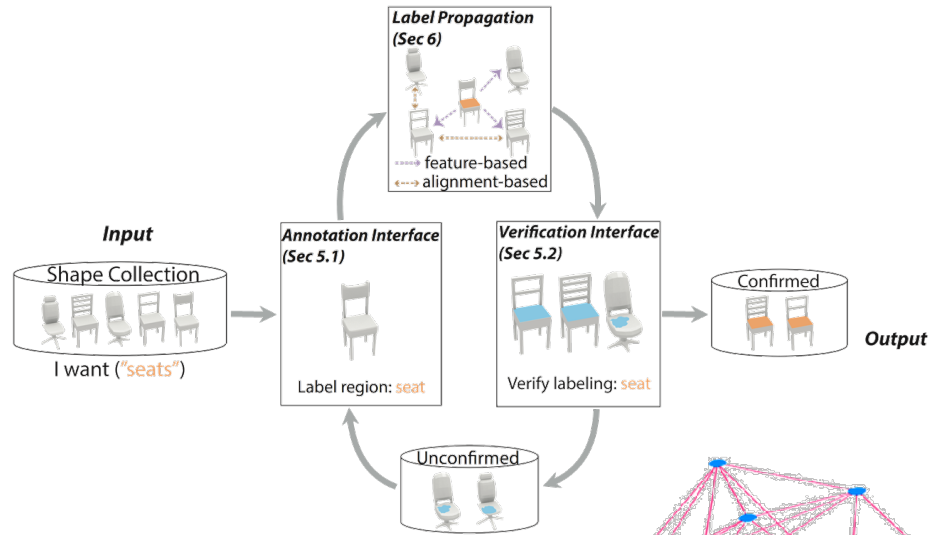 Label Propagation
(Sec 6)
feature-based
alignment-based
Input
Shape Collection
I want ("seats")
Annotation Interface
(Sec 5.1)
Label region: seat
Verification Interface
(Sec 5.2)
Verify labeling: seat
Confirmed
Output
Unconfirmed